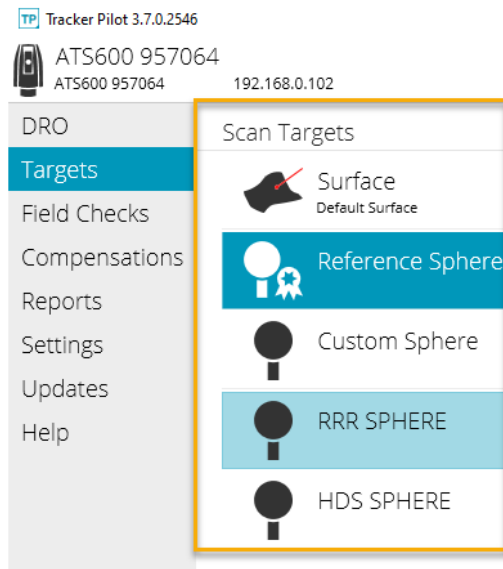 TP Tracker Pilot 3.7.0.2546
ATS600 957064
ATS600 957064 192.168.0.102
DRO
Targets
Field Checks
Compensations
Reports
Settings
Updates
Help
Scan Targets
Surface
Default Surface
Reference Sphere
Custom Sphere
RRR SPHERE
HDS SPHERE